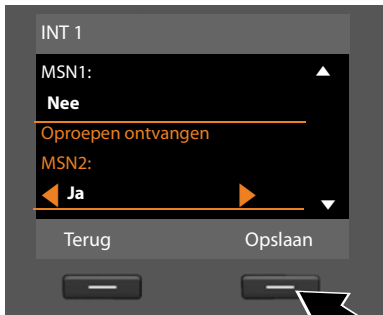 INT 1
MSN1:
Nee
Oproepen ontvangen
MSN2:
Ja
Terug Opslaan